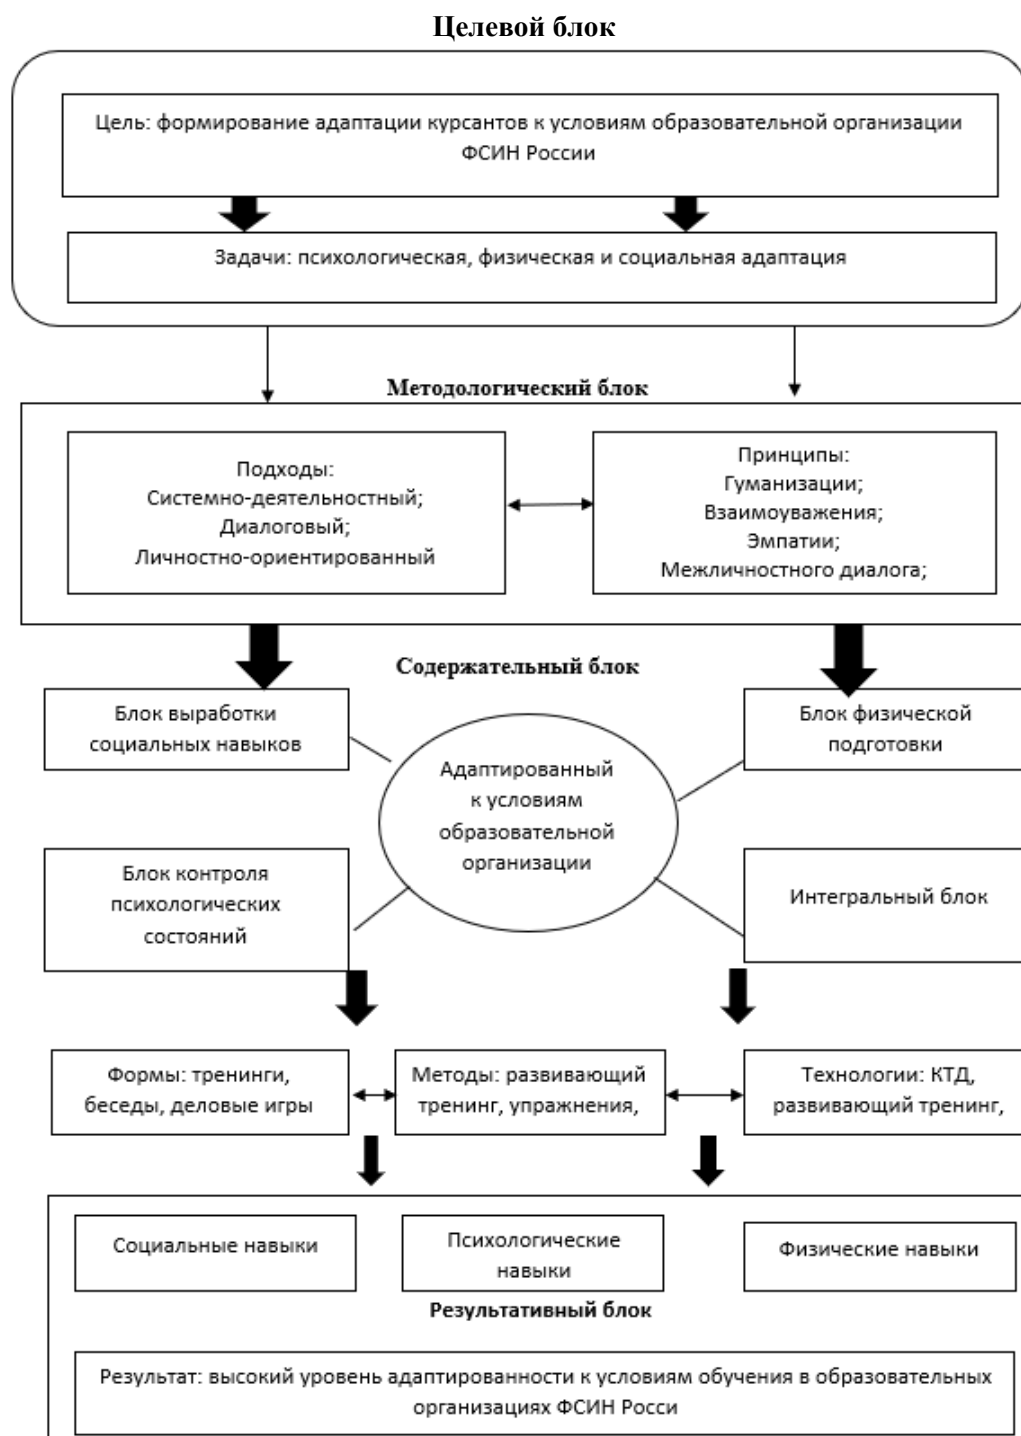 Целевой блок
Цель: формирование адаптации курсантов к условиям образовательной организации
ФСИН России
Задачи: психологическая, физическая и социальная адаптация
Методологический блок
Подходы:
Системно-деятельностный;
Диалоговый;
Личностно-ориентированный
Принципы:
Гуманизации;
Взаимоуважения;
Эмпатии;
Межличностного диалога;
Содержательный блок
Блок выработки
социальных навыков
Блок физической
подготовки
Адаптированный
к условиям
образовательной
организации
Блок контроля
психологических
состояний
Интегральный блок
Формы: тренинги,
беседы, деловые игры
Методы: развивающий
тренинг, упражнения,
Технологии: КТД,
развивающий тренинг,
Социальные навыки
Психологические
навыки
Физические навыки
Результативный блок
Результат: высокий уровень адаптированности к условиям обучения в образовательных
организациях ФСИН Росси